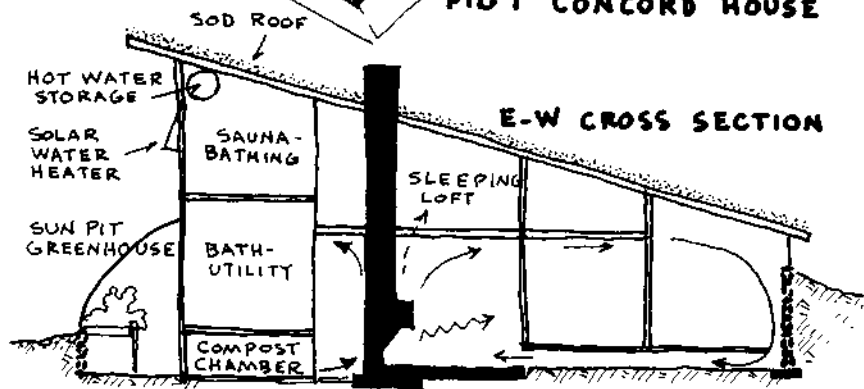 PIDT CONCORD HOUSE
SOD ROOF
HOT WATER
STORAGE
E-W CROSS SECTION
SOLAR
WATER
HEATER
SAUNA-
BATHING
SLEEPING
LOFT
SUN PIT
GREENHOUSE
BATH-
UTILITY
COMPOST
CHAMBER